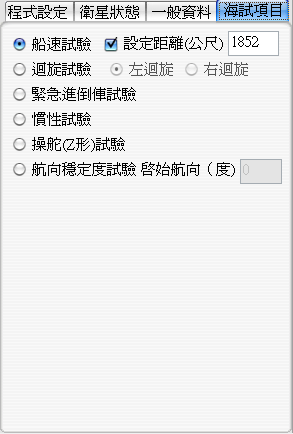 程式設定 衛星狀態 一般資料 海試項目
船速試驗 設定距離(公尺) 1852
迴旋試驗 左迴旋 右迴旋
緊急進倒俥試驗
慣性試驗
操舵(Z形)試驗
航向穩定度試驗 啓始航向（度) 0